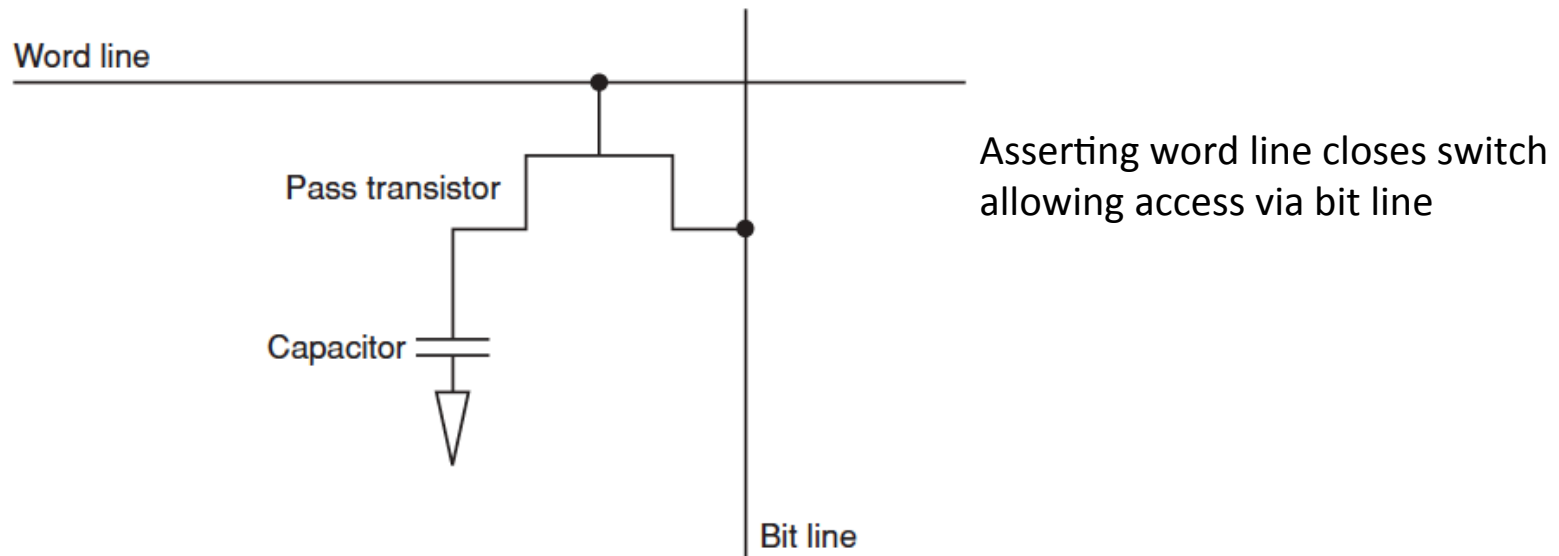 Word line
Asserting word line closes switch
allowing access via bit line
Pass transistor
Capacitor
Bit line